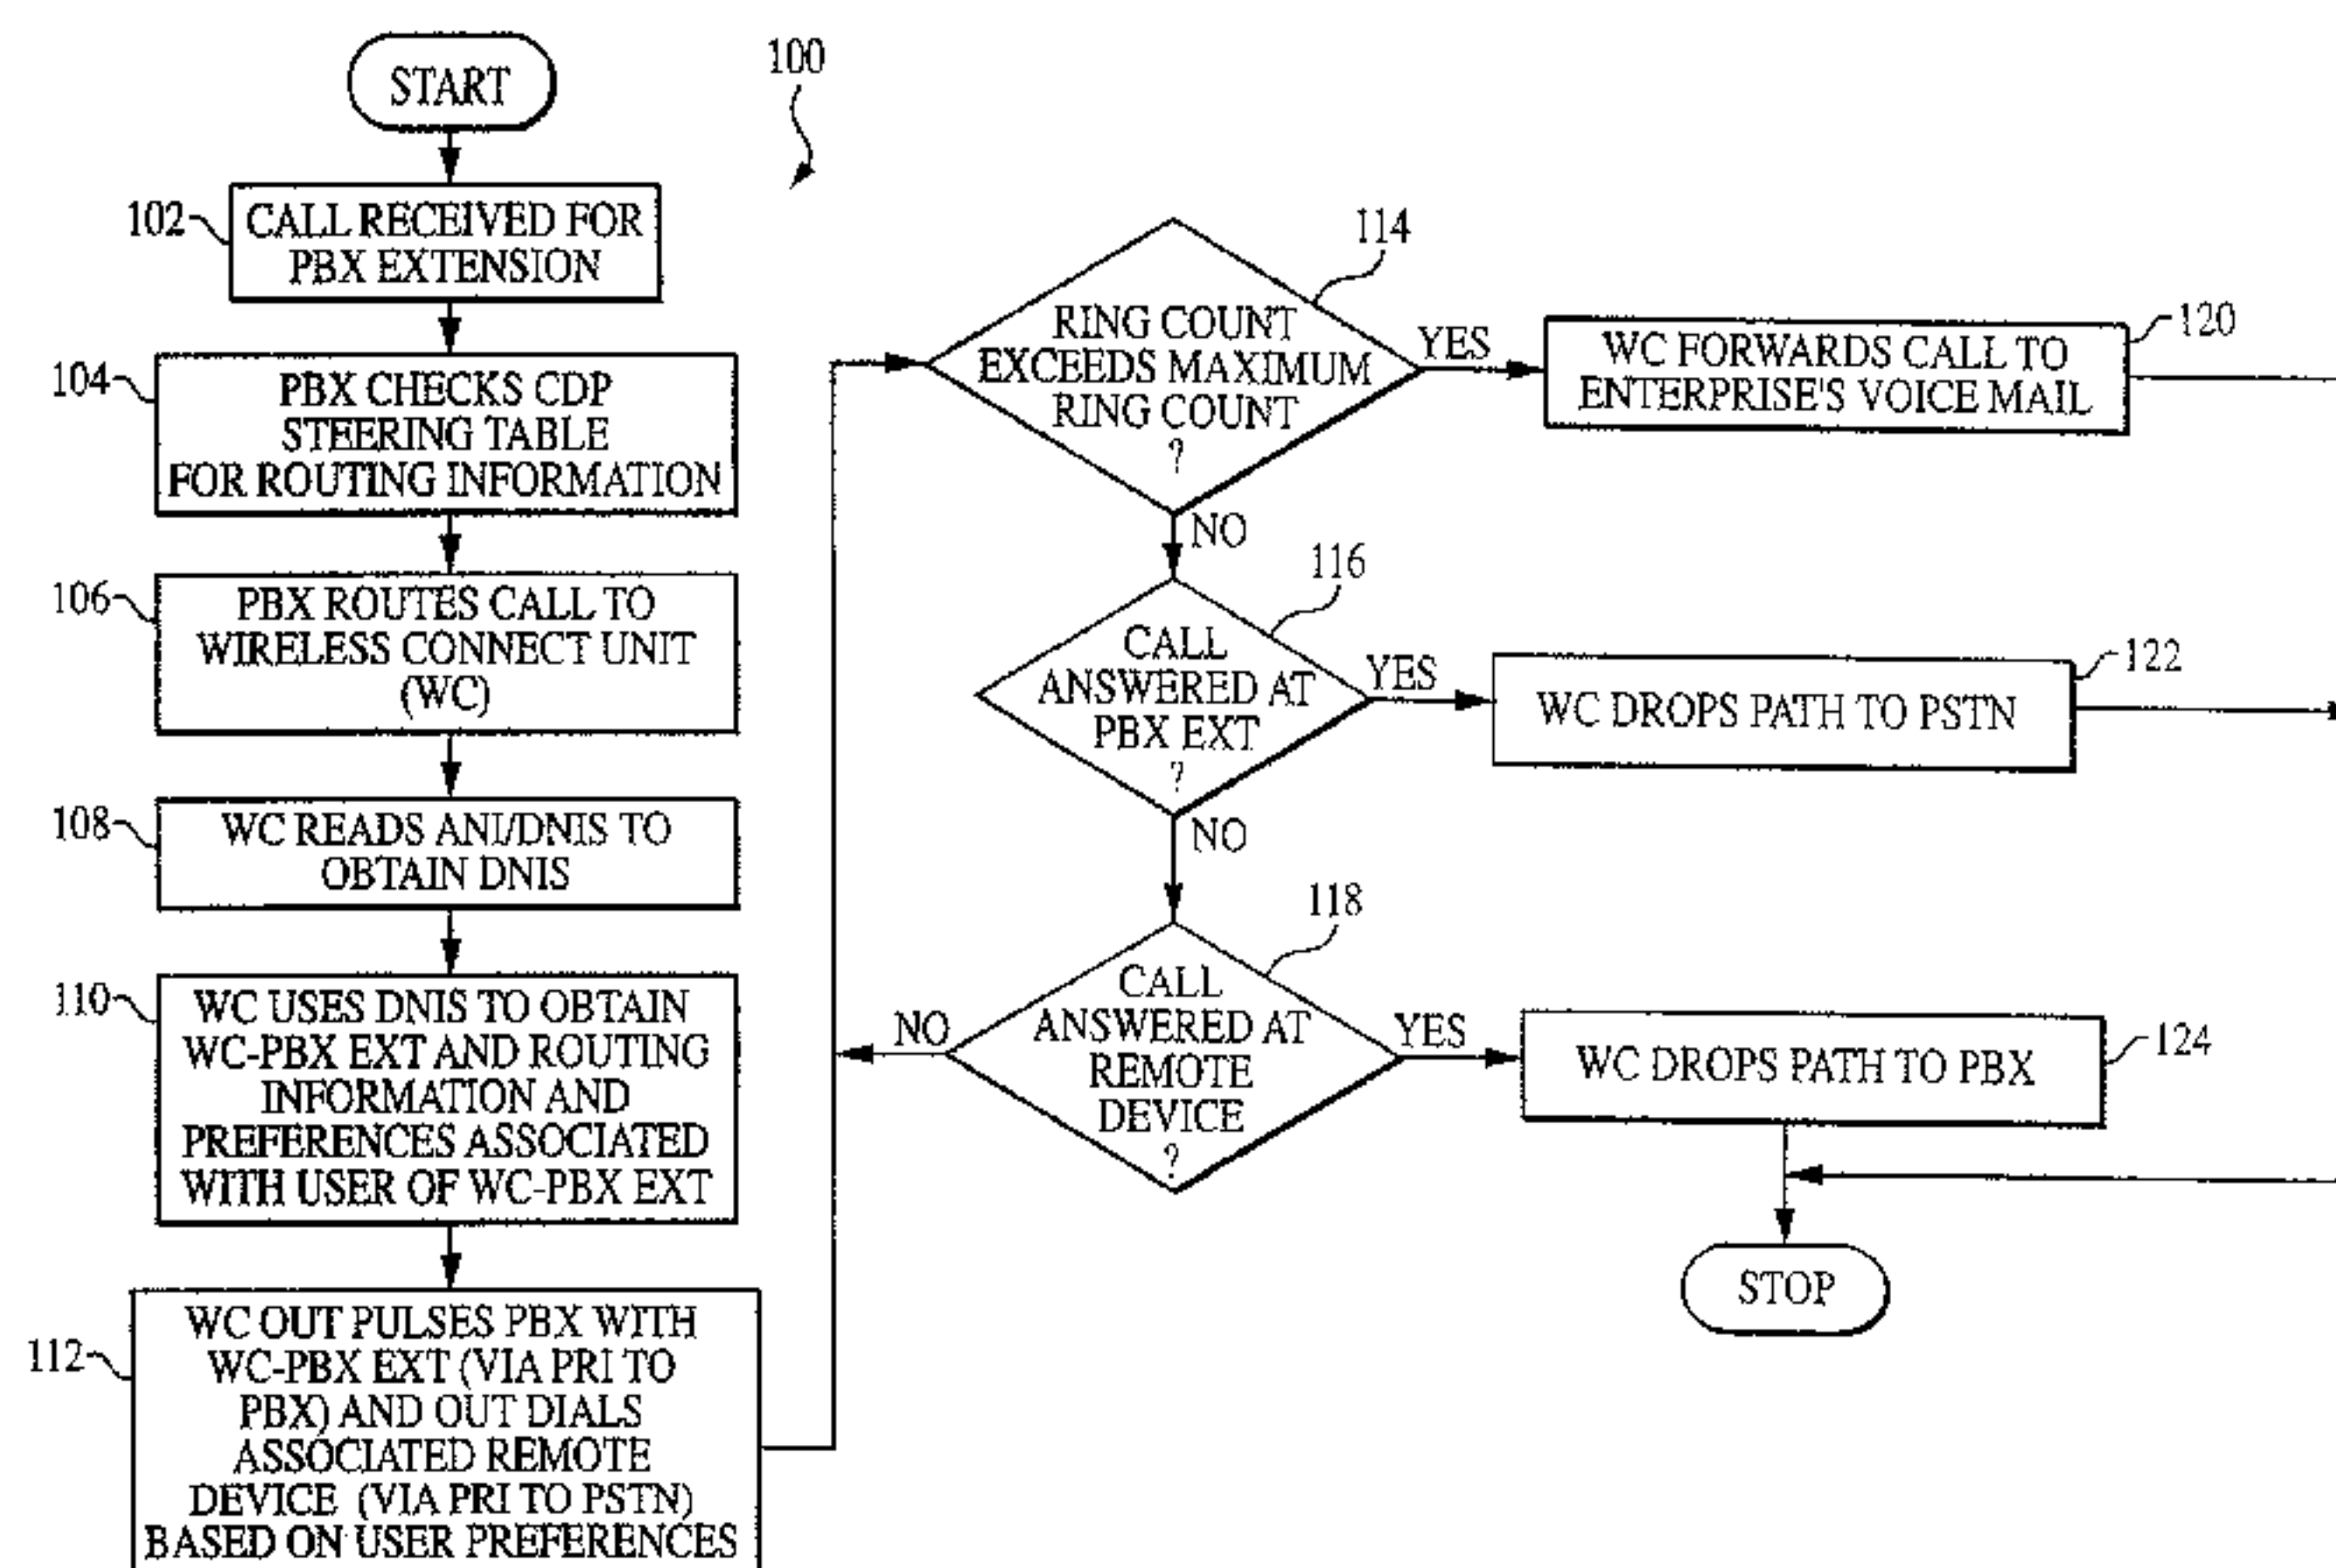 START
100
102
CALL RECEIVED FOR
PBX EXTENSION
104
PBX CHECKS CDP
STEERING TABLE
FOR ROUTING INFORMATION
106
PBX ROUTES CALL TO
WIRELESS CONNECT UNIT
(WC)
108
WC READS ANI/DNIS TO
OBTAIN DNIS
110
WC USES DNIS TO OBTAIN
WC-PBX EXT AND ROUTING
INFORMATION AND
PREFERENCES ASSOCIATED
WITH USER OF WC-PBX EXT
112
WC OUT PULSES PBX WITH
WC-PBX EXT (VIA PRI TO
PBX) AND OUT DIALS
ASSOCIATED REMOTE
DEVICE (VIA PRI TO PSTN)
BASED ON USER PREFERENCES
114
RING COUNT
EXCEEDS MAXIMUM
RING COUNT
?
YES
NO
120
WC FORWARDS CALL TO
ENTERPRISE'S VOICE MAIL
116
CALL
ANSWERED AT
PBX EXT
?
YES
NO
122
WC DROPS PATH TO PSTN
118
CALL
ANSWERED AT
REMOTE
DEVICE
?
NO
YES
124
WC DROPS PATH TO PBX
STOP